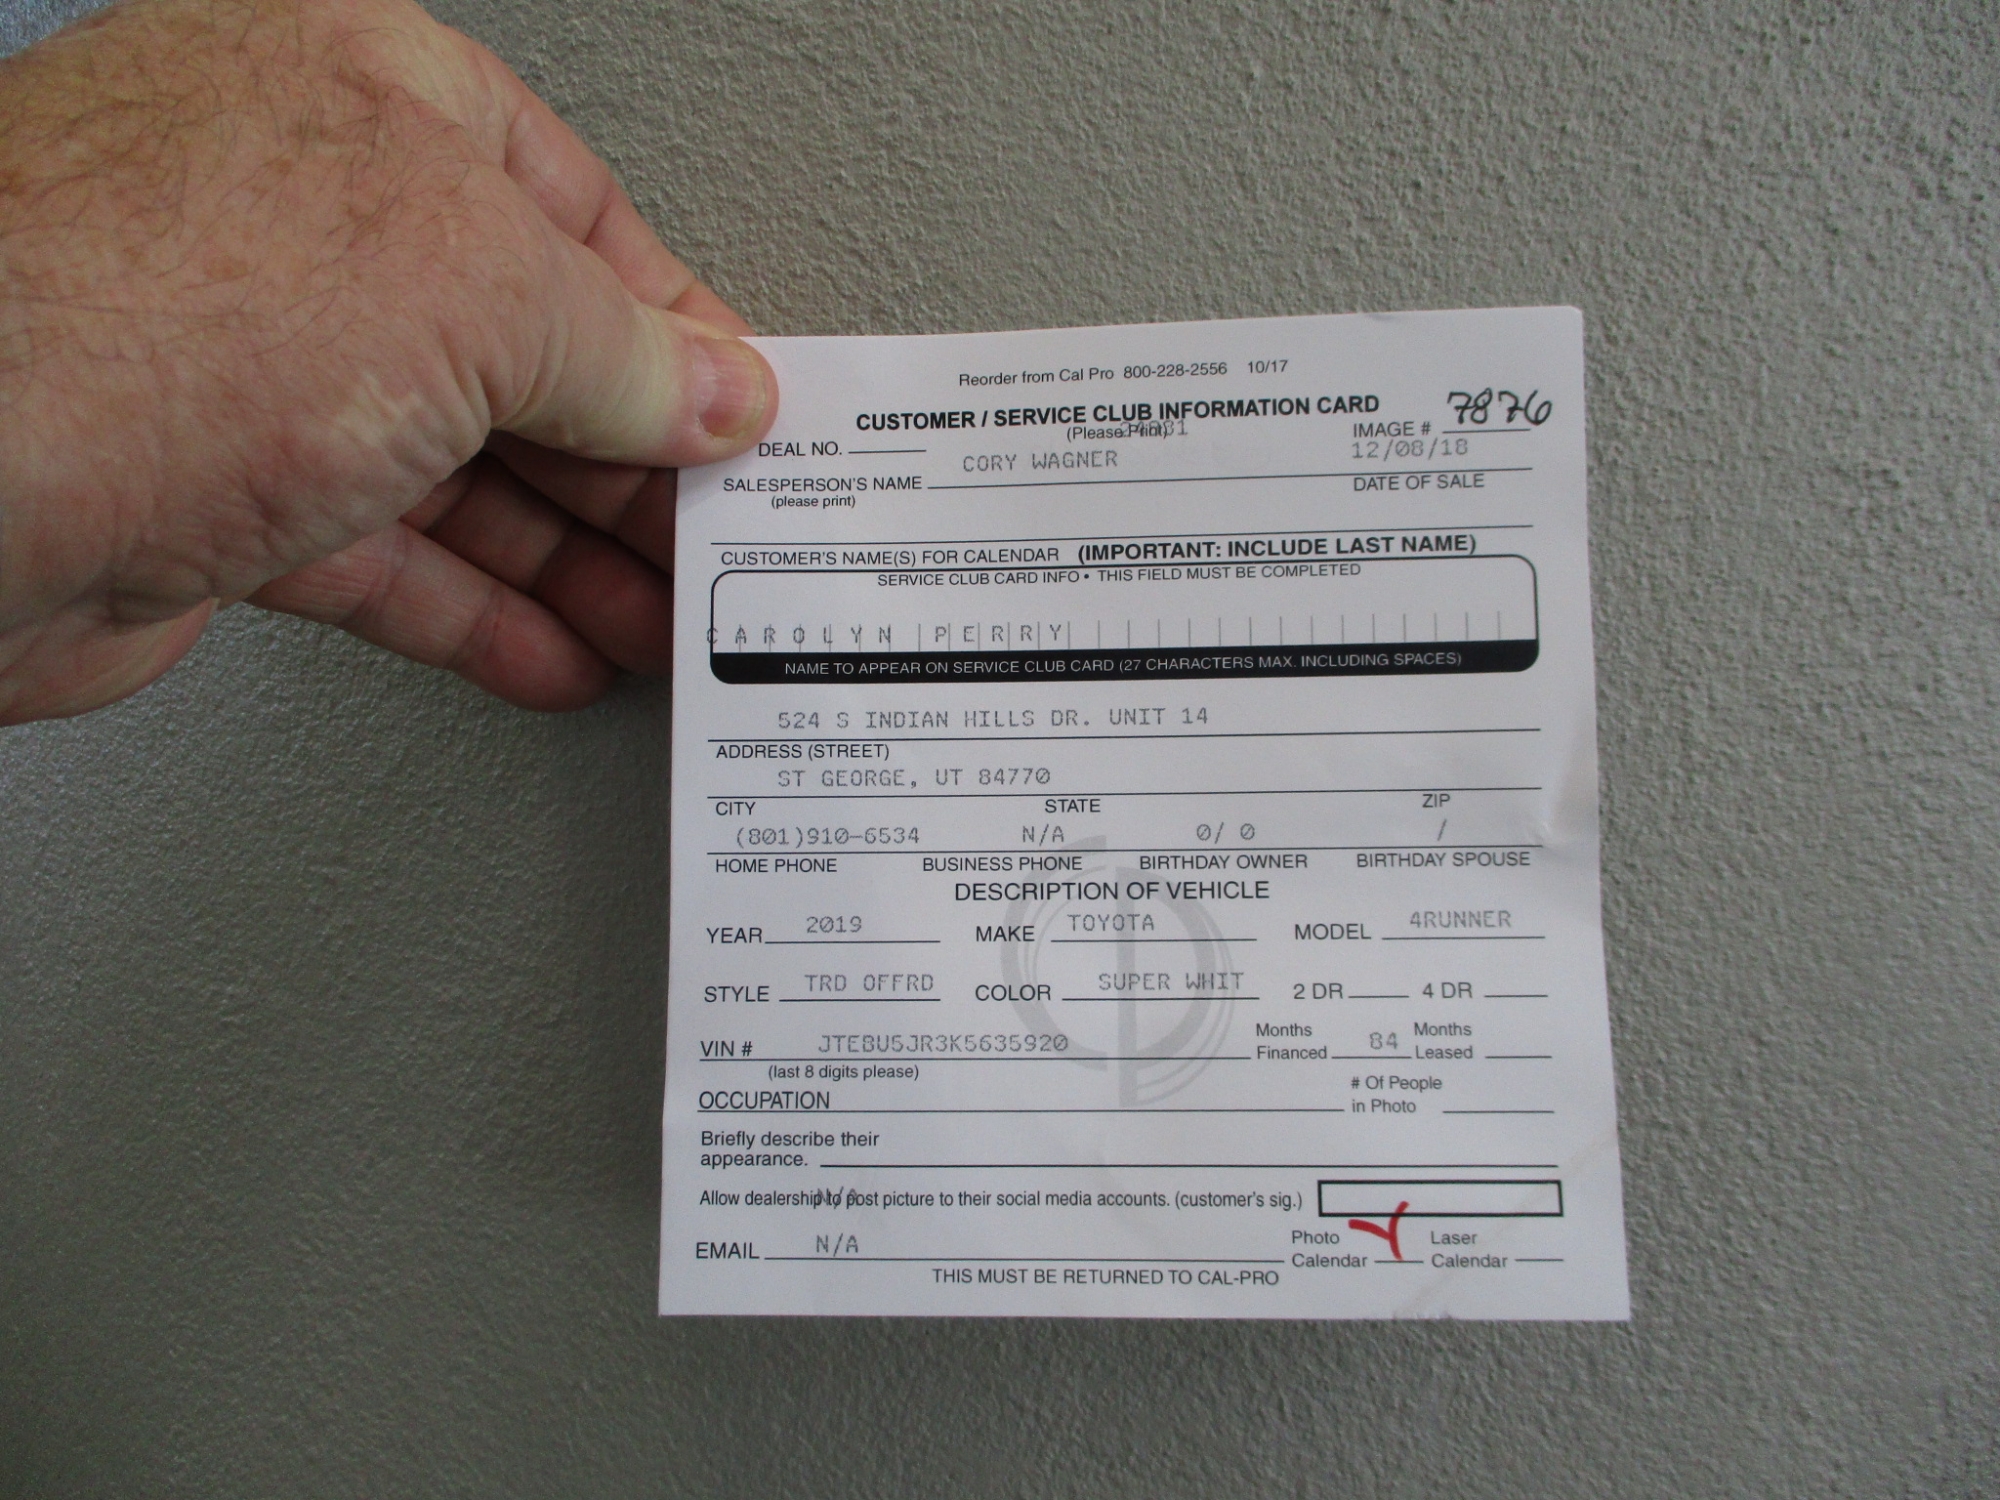 Reorder from Cal Pro 800-228-2556 10/17
CUSTOMER / SERVICE CLUB INFORMATION CARD
(Please Print)
IMAGE # 7876
DEAL NO.
CORY WAGNER 12/08/18
SALESPERSON'S NAME DATE OF SALE
(please print)
CUSTOMER'S NAME(S) FOR CALENDAR (IMPORTANT: INCLUDE LAST NAME)
SERVICE CLUB CARD INFO • THIS FIELD MUST BE COMPLETED
CAROLYN PERRY
NAME TO APPEAR ON SERVICE CLUB CARD (27 CHARACTERS MAX. INCLUDING SPACES)
524 S INDIAN HILLS DR. UNIT 14
ADDRESS (STREET)
ST GEORGE, UT 84770
CITY STATE ZIP
(801)910-6534 N/A 0/ 0 /
HOME PHONE BUSINESS PHONE BIRTHDAY OWNER BIRTHDAY SPOUSE
DESCRIPTION OF VEHICLE
YEAR 2019 MAKE TOYOTA MODEL 4RUNNER
STYLE TRD OFFRD COLOR SUPER WHIT 2 DR 4 DR
VIN # JTEBU5JR3K5635920 Months Financed 84 Months Leased
(last 8 digits please)
OCCUPATION # Of People in Photo
Briefly describe their
appearance.
N/A
Allow dealership to post picture to their social media accounts. (customer's sig.)
EMAIL N/A Photo Calendar Laser Calendar
THIS MUST BE RETURNED TO CAL-PRO